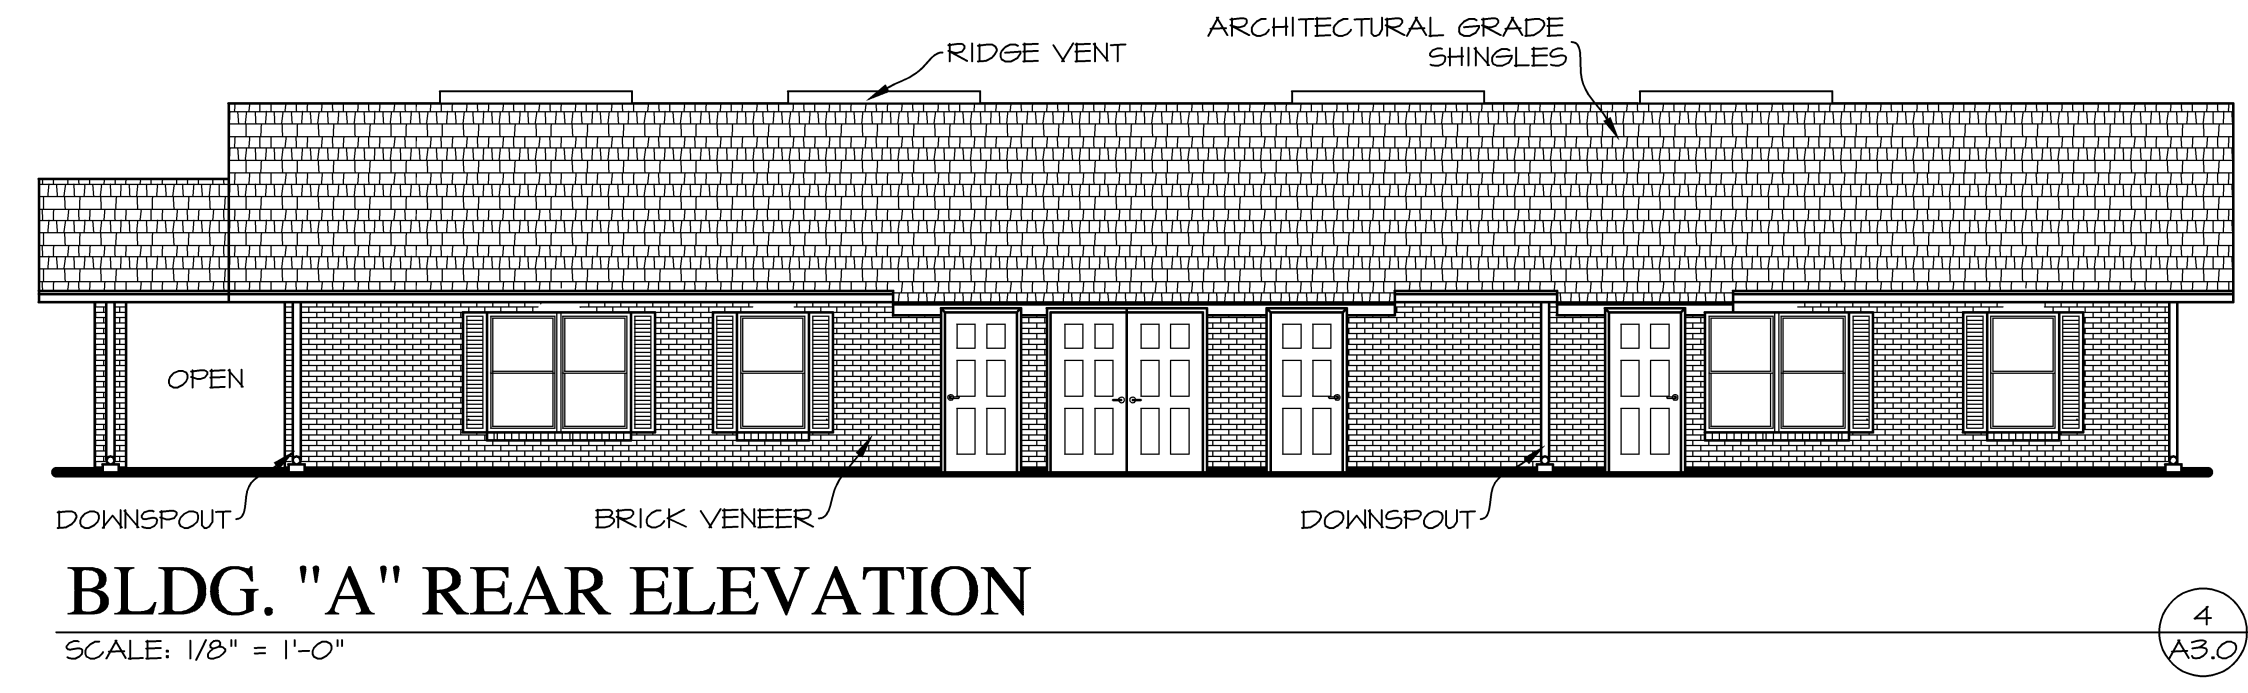 ARCHITECTURAL GRADE
SHINGLES
RIDGE VENT
OPEN
DOWNSPOUT
BRICK VENEER
DOWNSPOUT
BLDG. "A" REAR ELEVATION
SCALE: 1/8" = 1'-0"
4
A3.0